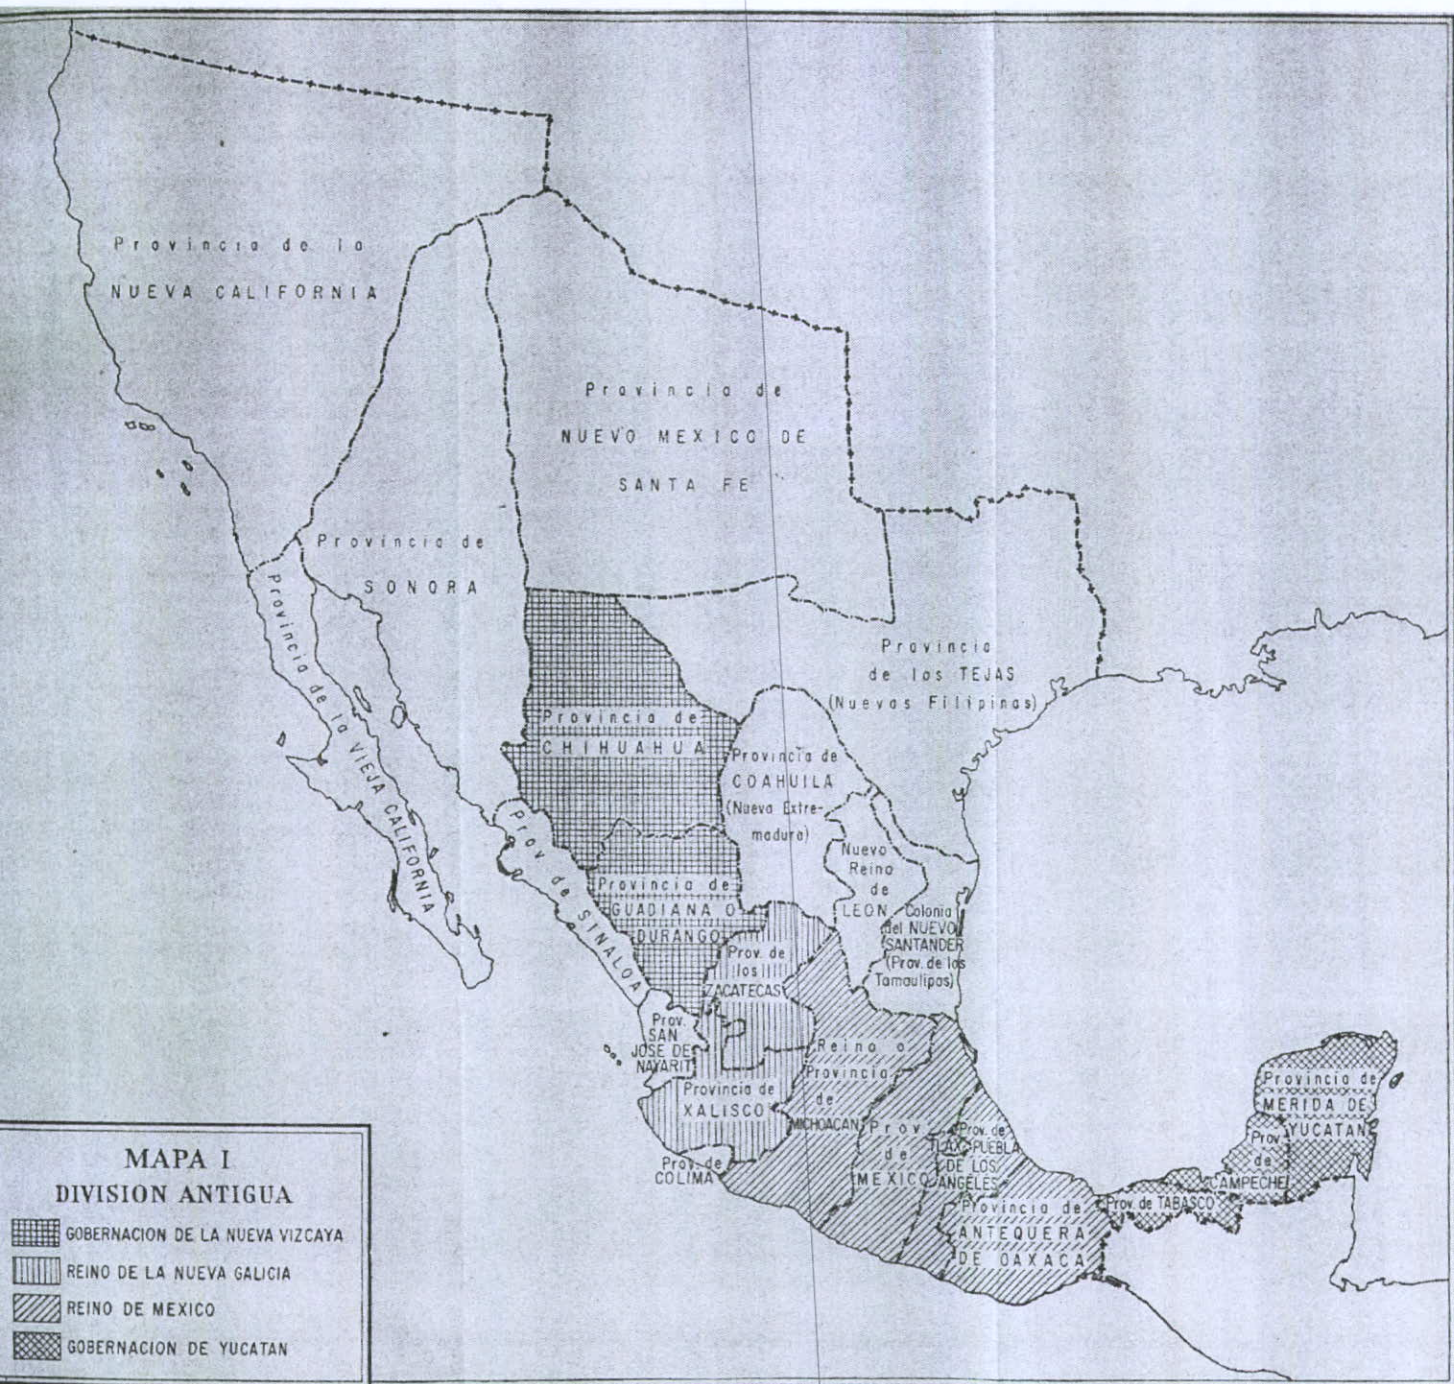 Provincia de la
NUEVA CALIFORNIA
Provincia de
NUEVO MEXICO DE
SANTA FE
Provincia de
SONORA
Provincia de la VIEJA CALIFORNIA
Provincia
de los TEJAS
(Nuevas Filipinas)
Provincia de
CHIHUAHUA
Provincia de
COAHUILA
(Nueva Extre-
madura)
Prov. de SINALOA
Nuevo
Reino
de
LEON
Provincia de
GUADIANA O
DURANGO
Colonia
del NUEVO
SANTANDER
(Prov. de los
Tamaulipas)
Prov. de
los
ZACATECAS
Prov.
SAN
JOSE DE
NAYARIT
Reino o
Provincia
de
MICHOACAN
Provincia de
XALISCO
Prov. de
COLIMA
Prov.
de
MEXICO
Prov. de
TLAX-PUEBLA
DE LOS
ANGELES
Provincia de
ANTEQUERA
DE OAXACA
Prov. de TABASCO
Prov.
de
CAMPECHE
Provincia de
MERIDA DE
YUCATAN
MAPA I
DIVISION ANTIGUA
GOBERNACION DE LA NUEVA VIZCAYA
REINO DE LA NUEVA GALICIA
REINO DE MEXICO
GOBERNACION DE YUCATAN